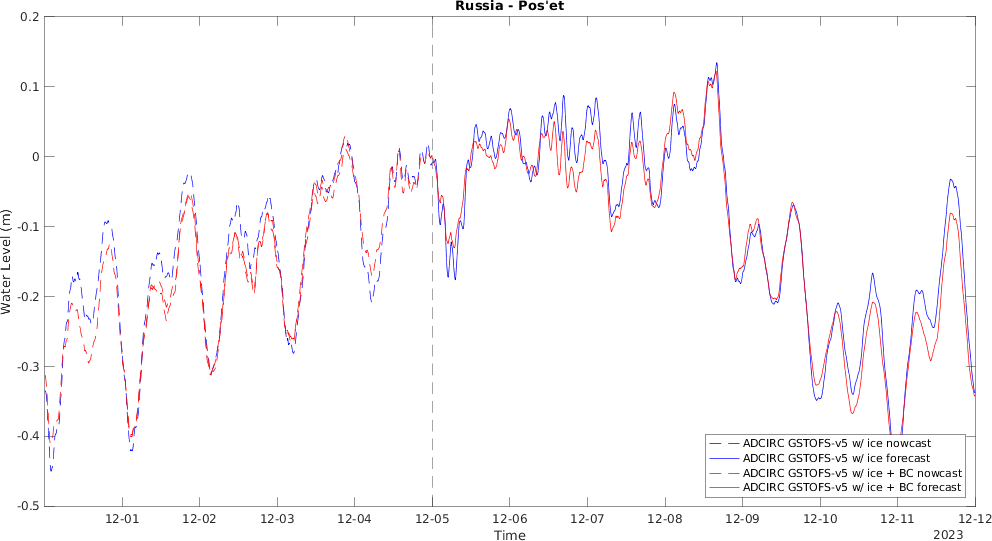 Russia - Pos'et
0.2
0.1
0
-0.1
-0.2
-0.3
-0.4
-0.5
Water Level (m)
12-01 12-02 12-03 12-04 12-05 12-06 12-07 12-08 12-09 12-10 12-11 12-12
Time
2023
ADCIRC GSTOFS-v5 w/ ice nowcast
ADCIRC GSTOFS-v5 w/ ice forecast
ADCIRC GSTOFS-v5 w/ ice + BC nowcast
ADCIRC GSTOFS-v5 w/ ice + BC forecast